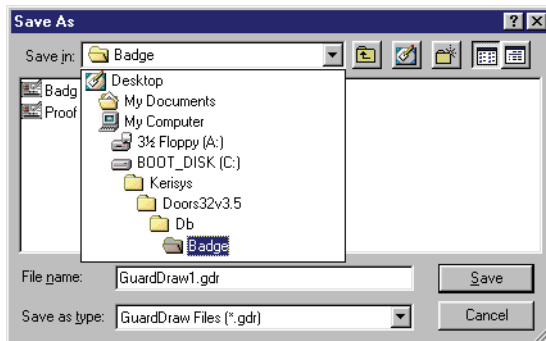 Save As
Save in: Badge
Desktop
Badg
My Documents
Proof
My Computer
3½ Floppy (A:)
BOOT_DISK (C:)
Kerisys
Doors32v3.5
Db
Badge
File name: GuardDraw1.gdr Save
Save as type: GuardDraw Files (*.gdr) Cancel